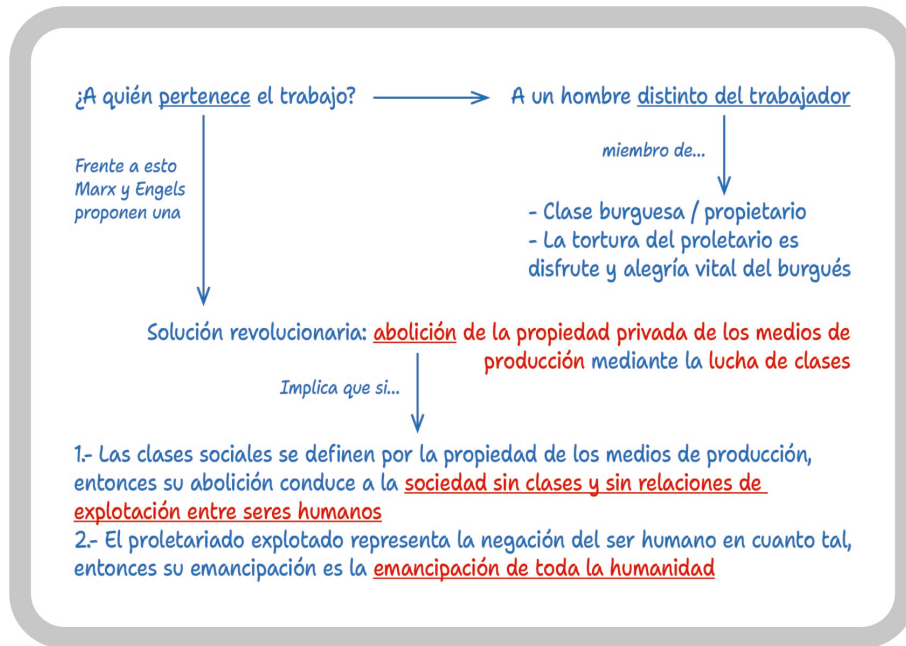 ¿A quién pertenece el trabajo?
A un hombre distinto del trabajador
Frente a esto
Marx y Engels
proponen una
miembro de...
- Clase burguesa / propietario
- La tortura del proletario es
disfrute y alegría vital del burgués
Solución revolucionaria: abolición de la propiedad privada de los medios de
producción mediante la lucha de clases
Implica que si...
1.- Las clases sociales se definen por la propiedad de los medios de producción,
entonces su abolición conduce a la sociedad sin clases y sin relaciones de
explotación entre seres humanos
2.- El proletariado explotado representa la negación del ser humano en cuanto tal,
entonces su emancipación es la emancipación de toda la humanidad